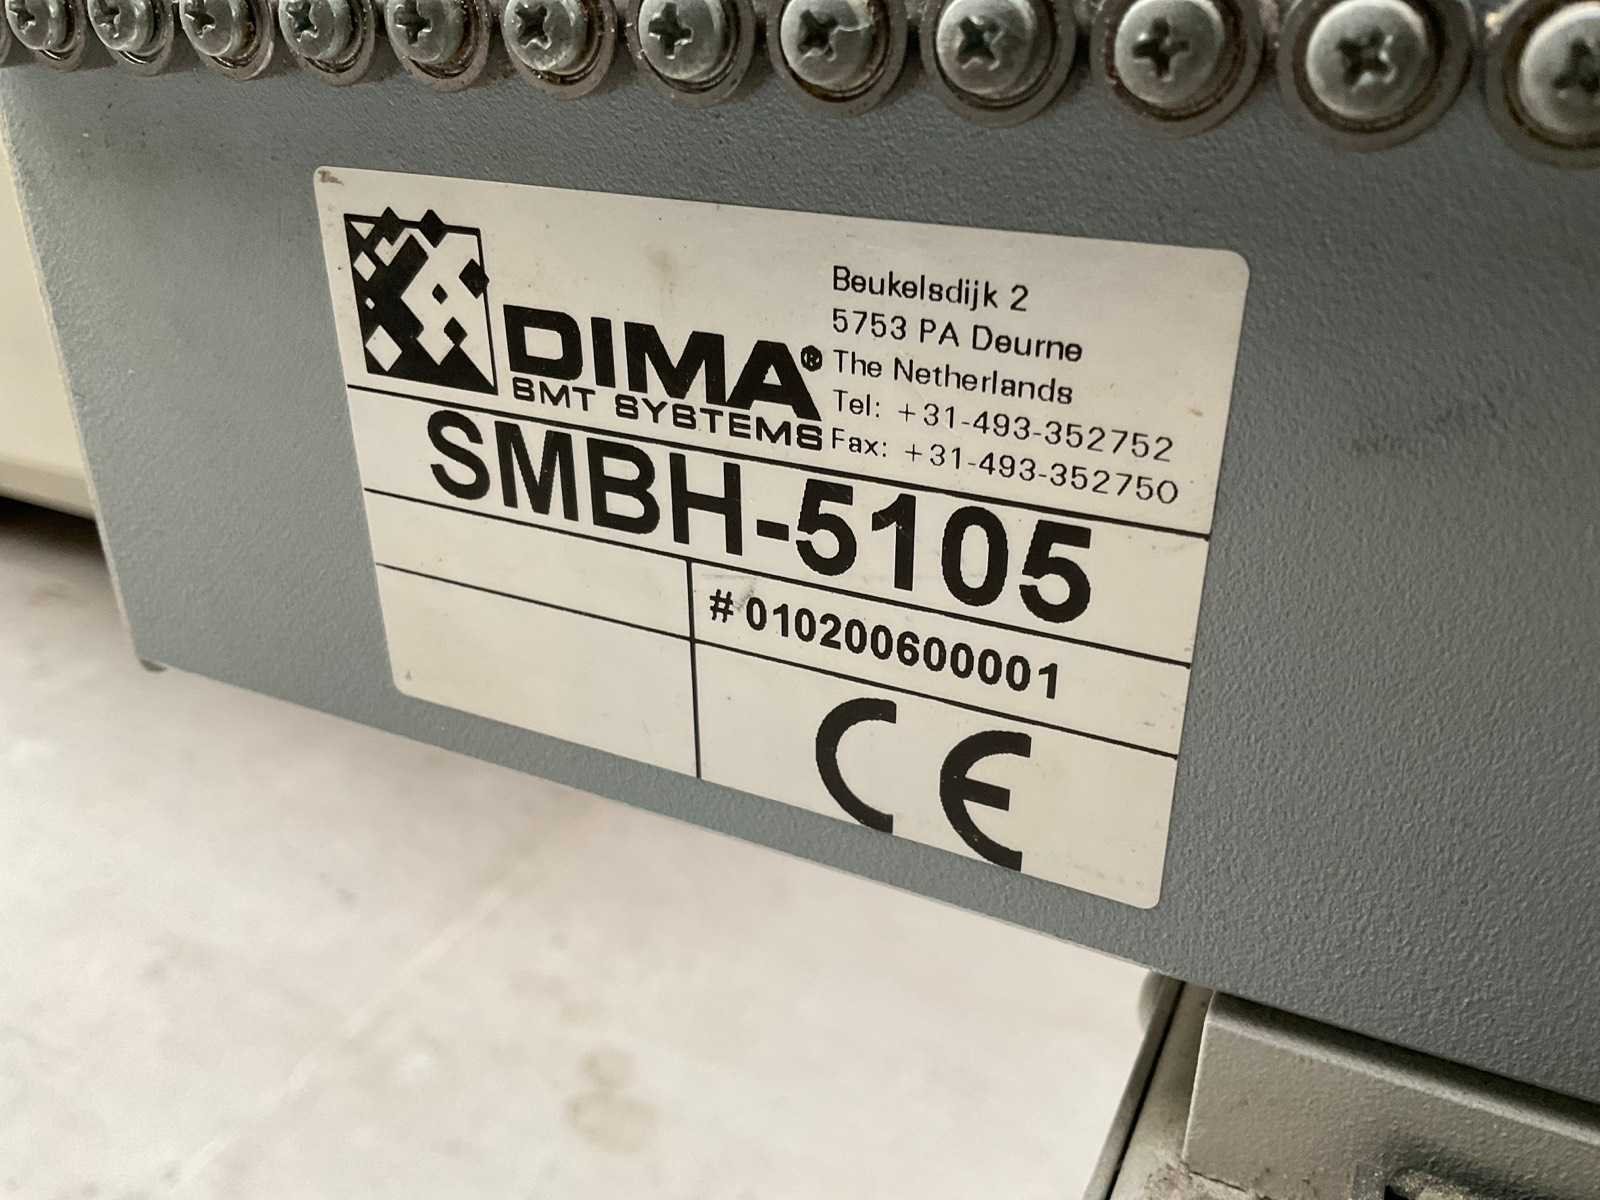 DIMA®
SMT SYSTEMS
Beukelsdijk 2
5753 PA Deurne
The Netherlands
Tel: +31-493-352752
Fax: +31-493-352750
SMBH-5105
#010200600001
CE